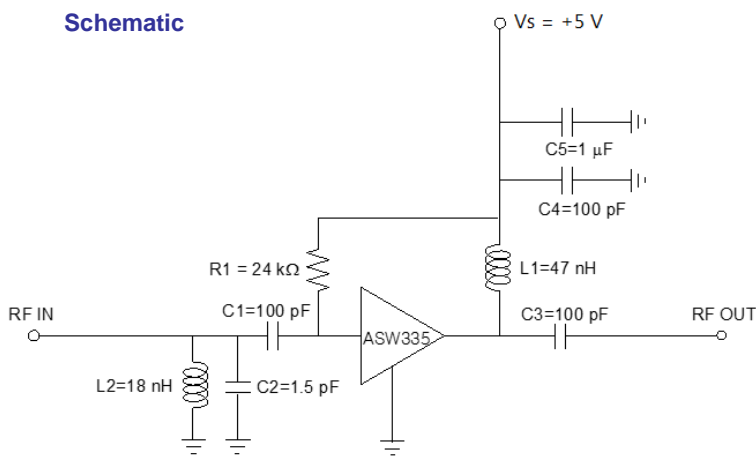 Schematic
Vs = +5 V
C5=1 µF
C4=100 pF
R1 = 24 kΩ
L1=47 nH
RF IN
C1=100 pF
ASW335
C3=100 pF
RF OUT
L2=18 nH
C2=1.5 pF